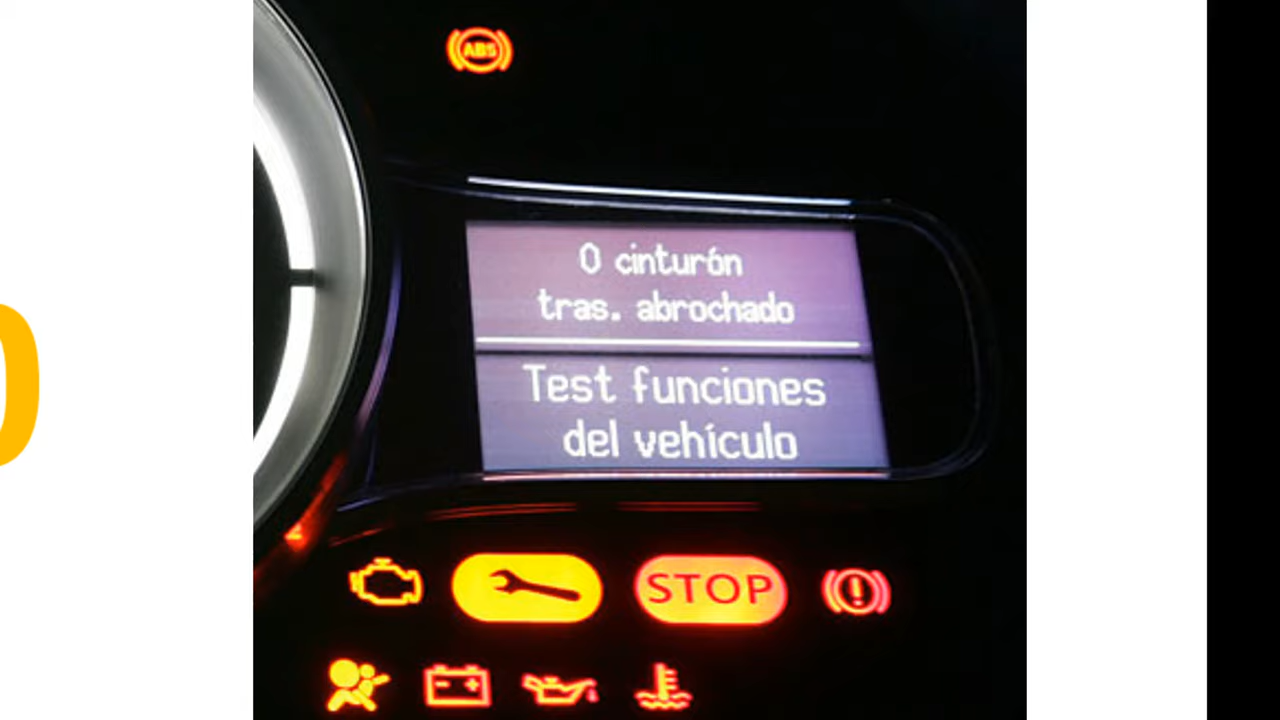 ABS
0 cinturón
tras. abrochado
Test funciones
del vehículo
STOP